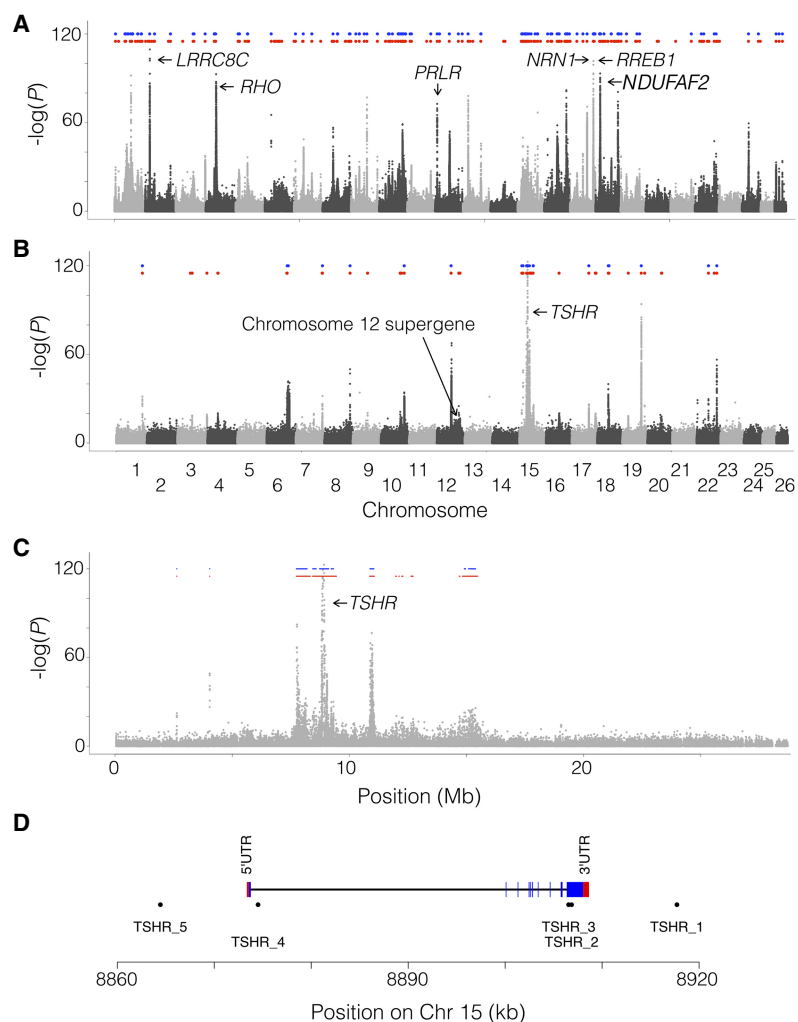 A
120
60
0
-log(P)
LRRC8C
RHO
PRLR
NRN1
RREB1
NDUFAF2
B
120
60
0
-log(P)
TSHR
Chromosome 12 supergene
1 3 5 7 9 11 13 15 17 19 21 23 25
2 4 6 8 10 12 14 16 18 20 22 24 26
Chromosome
C
120
60
0
-log(P)
TSHR
0 10 20
Position (Mb)
D
5'UTR
3'UTR
TSHR_5
TSHR_3
TSHR_1
TSHR_4
TSHR_2
8860 8890 8920
Position on Chr 15 (kb)